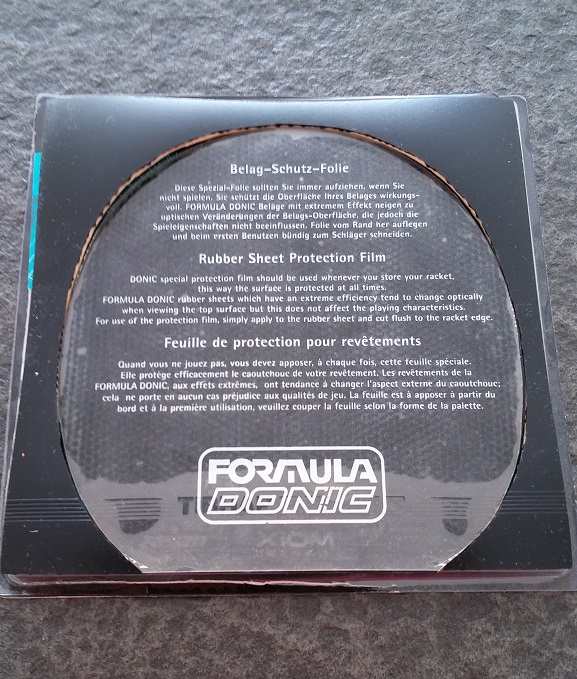 Belag-Schutz-Folie
Diese Spezial-Folie sollten Sie immer aufziehen, wenn Sie
nicht spielen. Sie schützt die Oberfläche Ihres Belages wirkungs-
voll. FORMULA DONIC Beläge mit extremem Effekt neigen zu
optischen Veränderungen der Belags-Oberfläche, die jedoch die
Spieleigenschaften nicht beeinflussen. Folie vom Rand her auflegen
und beim ersten Benutzen bündig zum Schläger schneiden.
Rubber Sheet Protection Film
DONIC special protection film should be used whenever you store your racket,
this way the surface is protected at all times.
FORMULA DONIC rubber sheets which have an extreme efficiency tend to change optically
when viewing the top surface but this does not affect the playing characteristics.
For use of the protection film, simply apply to the rubber sheet and cut flush to the racket edge.
Feuille de protection pour revêtements
Quand vous ne jouez pas, vous devez apposer, à chaque fois, cette feuille spéciale.
Elle protége efficacement le caoutchouc de votre revêtement. Les revêtements de la
FORMULA DONIC, aux effets extrêmes, ont tendance à changer l'aspect externe du caoutchouc;
cela ne porte en aucun cas préjudice aux qualités de jeu. La feuille est à apposer à partir du
bord et à la première utilisation, veuillez couper la feuille selon la forme de la palette.
FORMULA
DONIC
XIOM